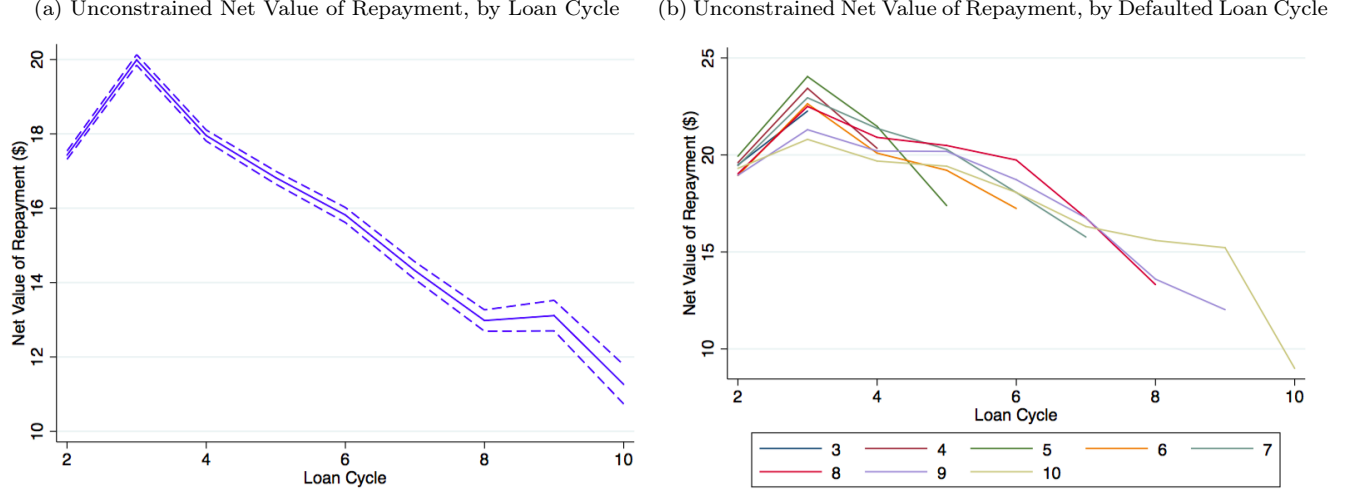 (a) Unconstrained Net Value of Repayment, by Loan Cycle
Net Value of Repayment ($)
20
18
16
14
12
10
2 4 6 8 10
Loan Cycle
(b) Unconstrained Net Value of Repayment, by Defaulted Loan Cycle
Net Value of Repayment ($)
25
20
15
10
2 4 6 8 10
Loan Cycle
3 4 5 6 7
8 9 10